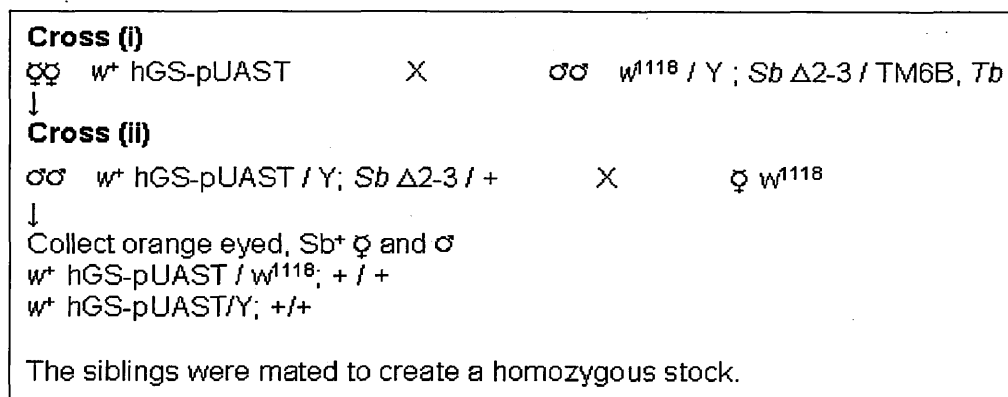 Cross (i)
⚢⚢ w⁺ hGS-pUAST X ♂♂ w¹¹¹⁸ / Y ; Sb Δ2-3 / TM6B, Tb
↓
Cross (ii)
♂♂ w⁺ hGS-pUAST / Y; Sb Δ2-3 / + X ☿ w¹¹¹⁸
↓
Collect orange eyed, Sb⁺ ☿ and ♂
w⁺ hGS-pUAST / w¹¹¹⁸; + / +
w⁺ hGS-pUAST/Y; +/+
The siblings were mated to create a homozygous stock.